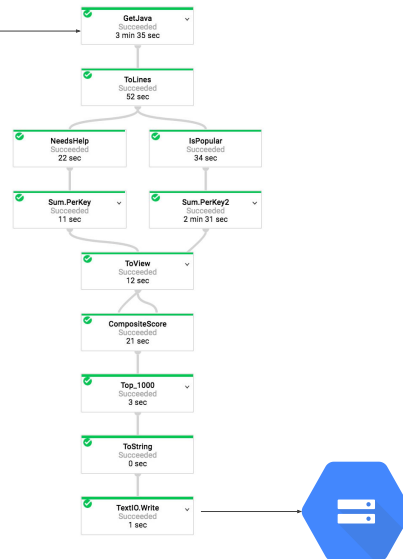 GetJava
Succeeded
3 min 35 sec
ToLines
Succeeded
52 sec
NeedsHelp
Succeeded
22 sec
IsPopular
Succeeded
34 sec
Sum.PerKey
Succeeded
11 sec
Sum.PerKey2
Succeeded
2 min 31 sec
ToView
Succeeded
12 sec
CompositeScore
Succeeded
21 sec
Top_1000
Succeeded
3 sec
ToString
Succeeded
0 sec
TextIO.Write
Succeeded
1 sec